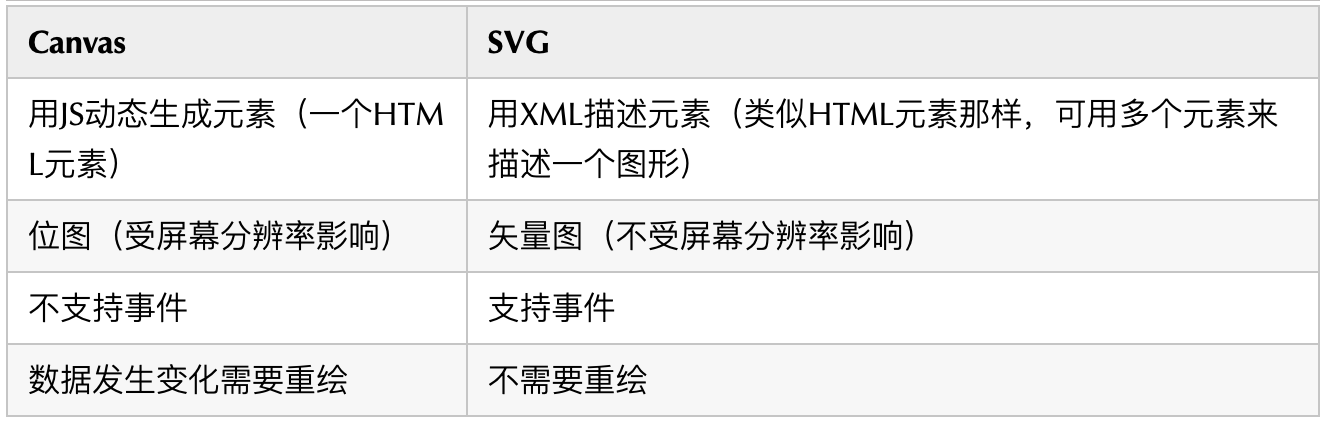 Canvas
SVG
用JS动态生成元素（一个HTM
L元素）
用XML描述元素（类似HTML元素那样，可用多个元素来
描述一个图形）
位图（受屏幕分辨率影响）
矢量图（不受屏幕分辨率影响）
不支持事件
支持事件
数据发生变化需要重绘
不需要重绘